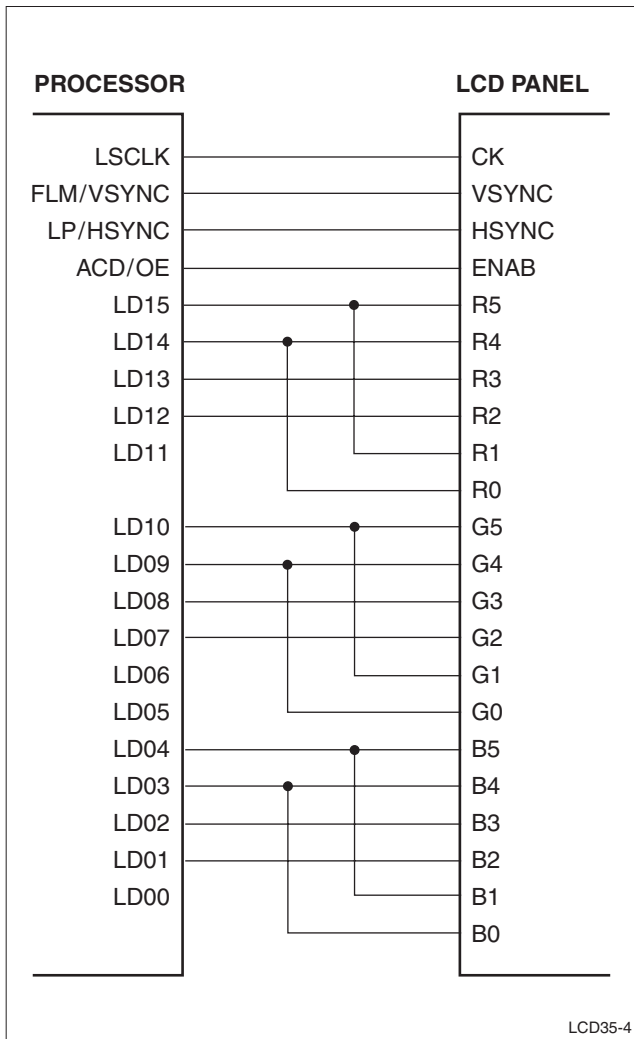 PROCESSOR LCD PANEL
LSCLK CK
FLM/VSYNC VSYNC
LP/HSYNC HSYNC
ACD/OE ENAB
LD15 R5
LD14 R4
LD13 R3
LD12 R2
LD11 R1
R0
LD10 G5
LD09 G4
LD08 G3
LD07 G2
LD06 G1
LD05 G0
LD04 B5
LD03 B4
LD02 B3
LD01 B2
LD00 B1
B0
LCD35-4